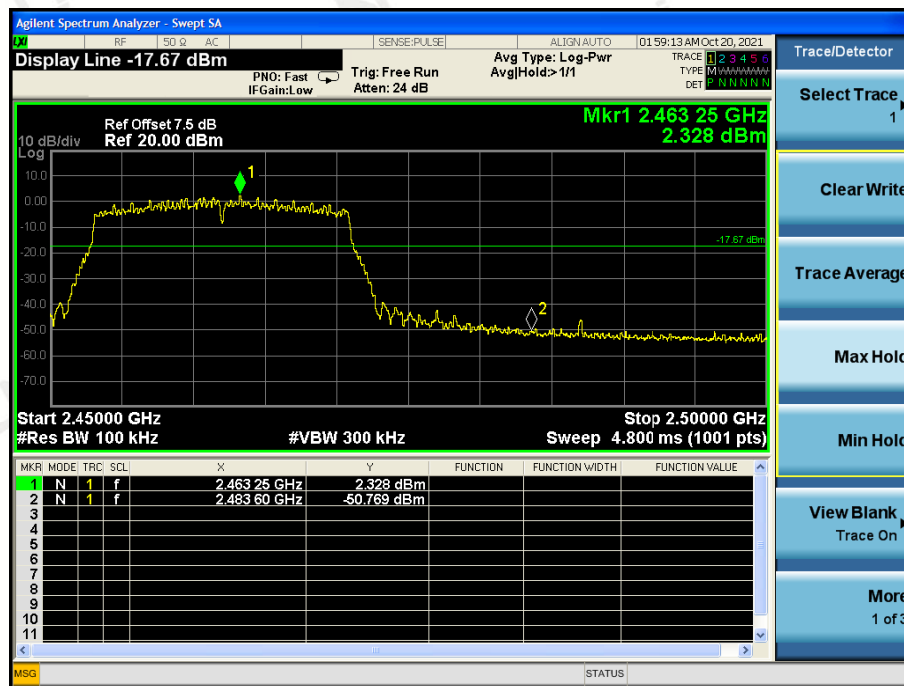 Agilent Spectrum Analyzer - Swept SA
LXI RF 50 Ω AC SENSE:PULSE ALIGN AUTO 01:59:13 AM Oct 20, 2021
Display Line -17.67 dBm
Avg Type: Log-Pwr
TRACE 1 2 3 4 5 6
PNO: Fast
Trig: Free Run
Avg|Hold:>1/1
TYPE M WWWWW
IFGain:Low
Atten: 24 dB
DET P N N N N N
Mkr1 2.463 25 GHz
2.328 dBm
Ref Offset 7.5 dB
10 dB/div Ref 20.00 dBm
Log
10.0
0.00
-10.0
-20.0
-30.0
-40.0
-50.0
-60.0
-70.0
1
-17.67 dBm
2
Start 2.45000 GHz Stop 2.50000 GHz
#Res BW 100 kHz #VBW 300 kHz Sweep 4.800 ms (1001 pts)
MKR MODE TRC SCL X Y FUNCTION FUNCTION WIDTH FUNCTION VALUE
1 N 1 f 2.463 25 GHz 2.328 dBm
2 N 1 f 2.483 60 GHz -50.769 dBm
3
4
5
6
7
8
9
10
11
MSG STATUS
Trace/Detector
Select Trace
1
Clear Write
Trace Average
Max Hold
Min Hold
View Blank
Trace On
More
1 of 3